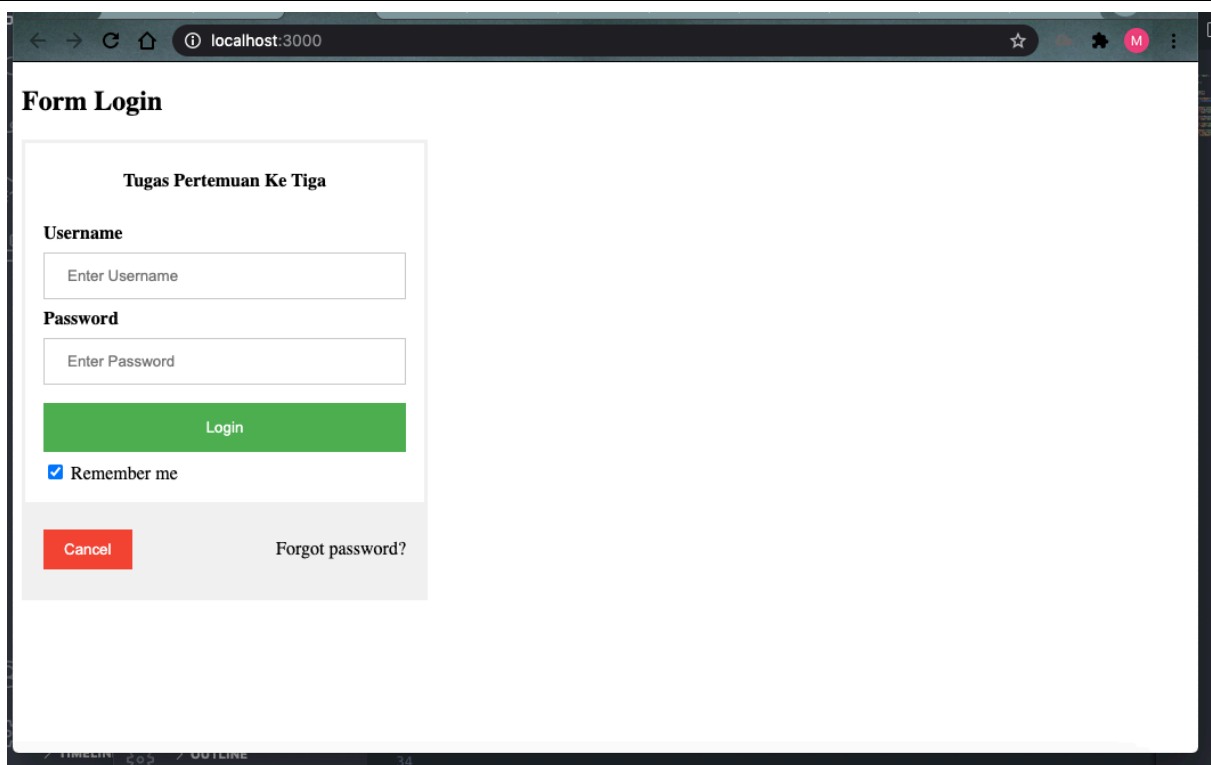 localhost:3000
M
Form Login
Tugas Pertemuan Ke Tiga
Username
Enter Username
Password
Enter Password
Login
Remember me
Cancel
Forgot password?
OUTLINE
34